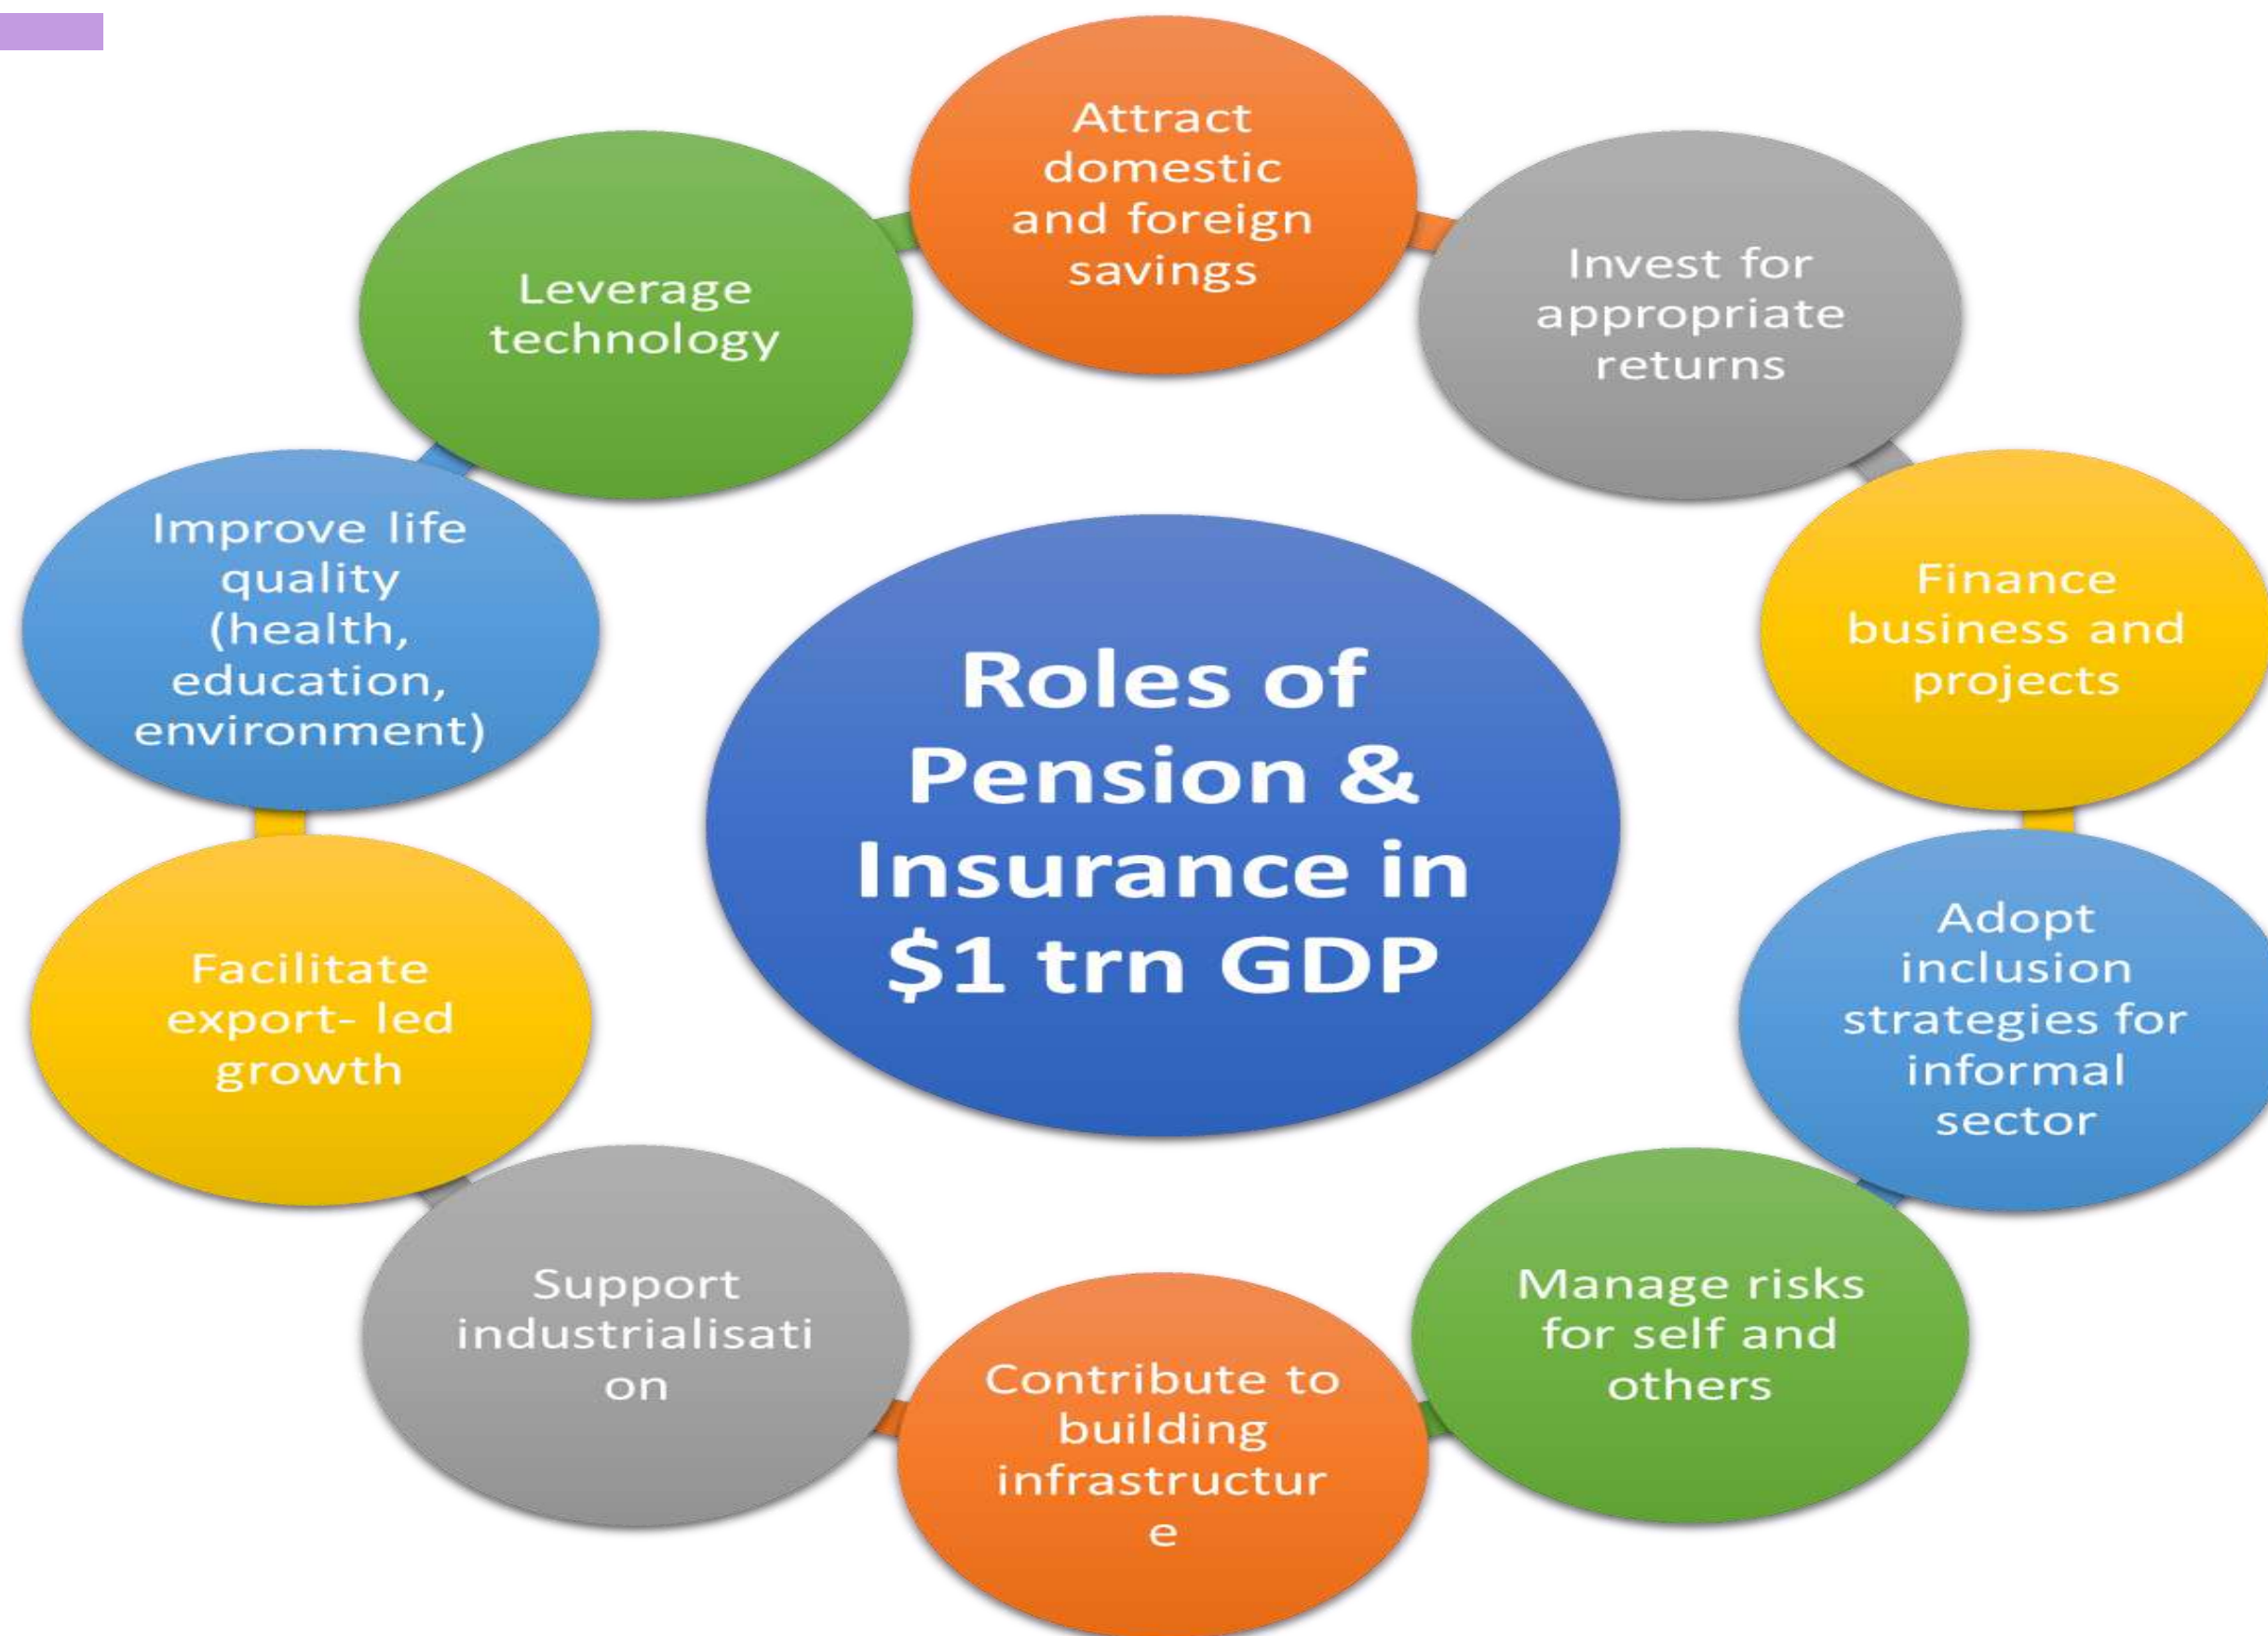 Attract
domestic
and foreign
savings
Invest for
appropriate
returns
Finance
business and
projects
Adopt
inclusion
strategies for
informal
sector
Manage risks
for self and
others
Contribute to
building
infrastructur
e
Support
industrialisati
on
Facilitate
export- led
growth
Improve life
quality
(health,
education,
environment)
Leverage
technology
Roles of
Pension &
Insurance in
$1 trn GDP